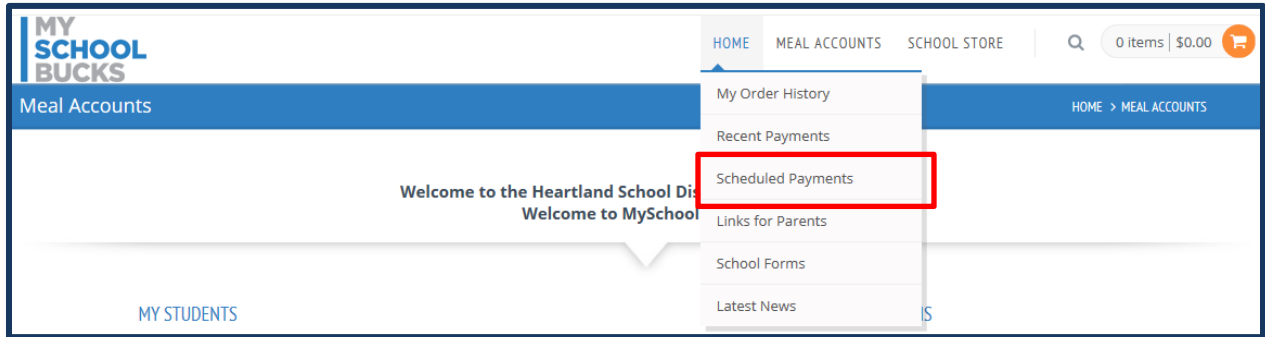 MY
SCHOOL
BUCKS
HOME MEAL ACCOUNTS SCHOOL STORE 0 items | $0.00
Meal Accounts
HOME > MEAL ACCOUNTS
My Order History
Recent Payments
Scheduled Payments
Links for Parents
School Forms
Latest News
Welcome to the Heartland School Dis
Welcome to MySchool
MY STUDENTS
NS